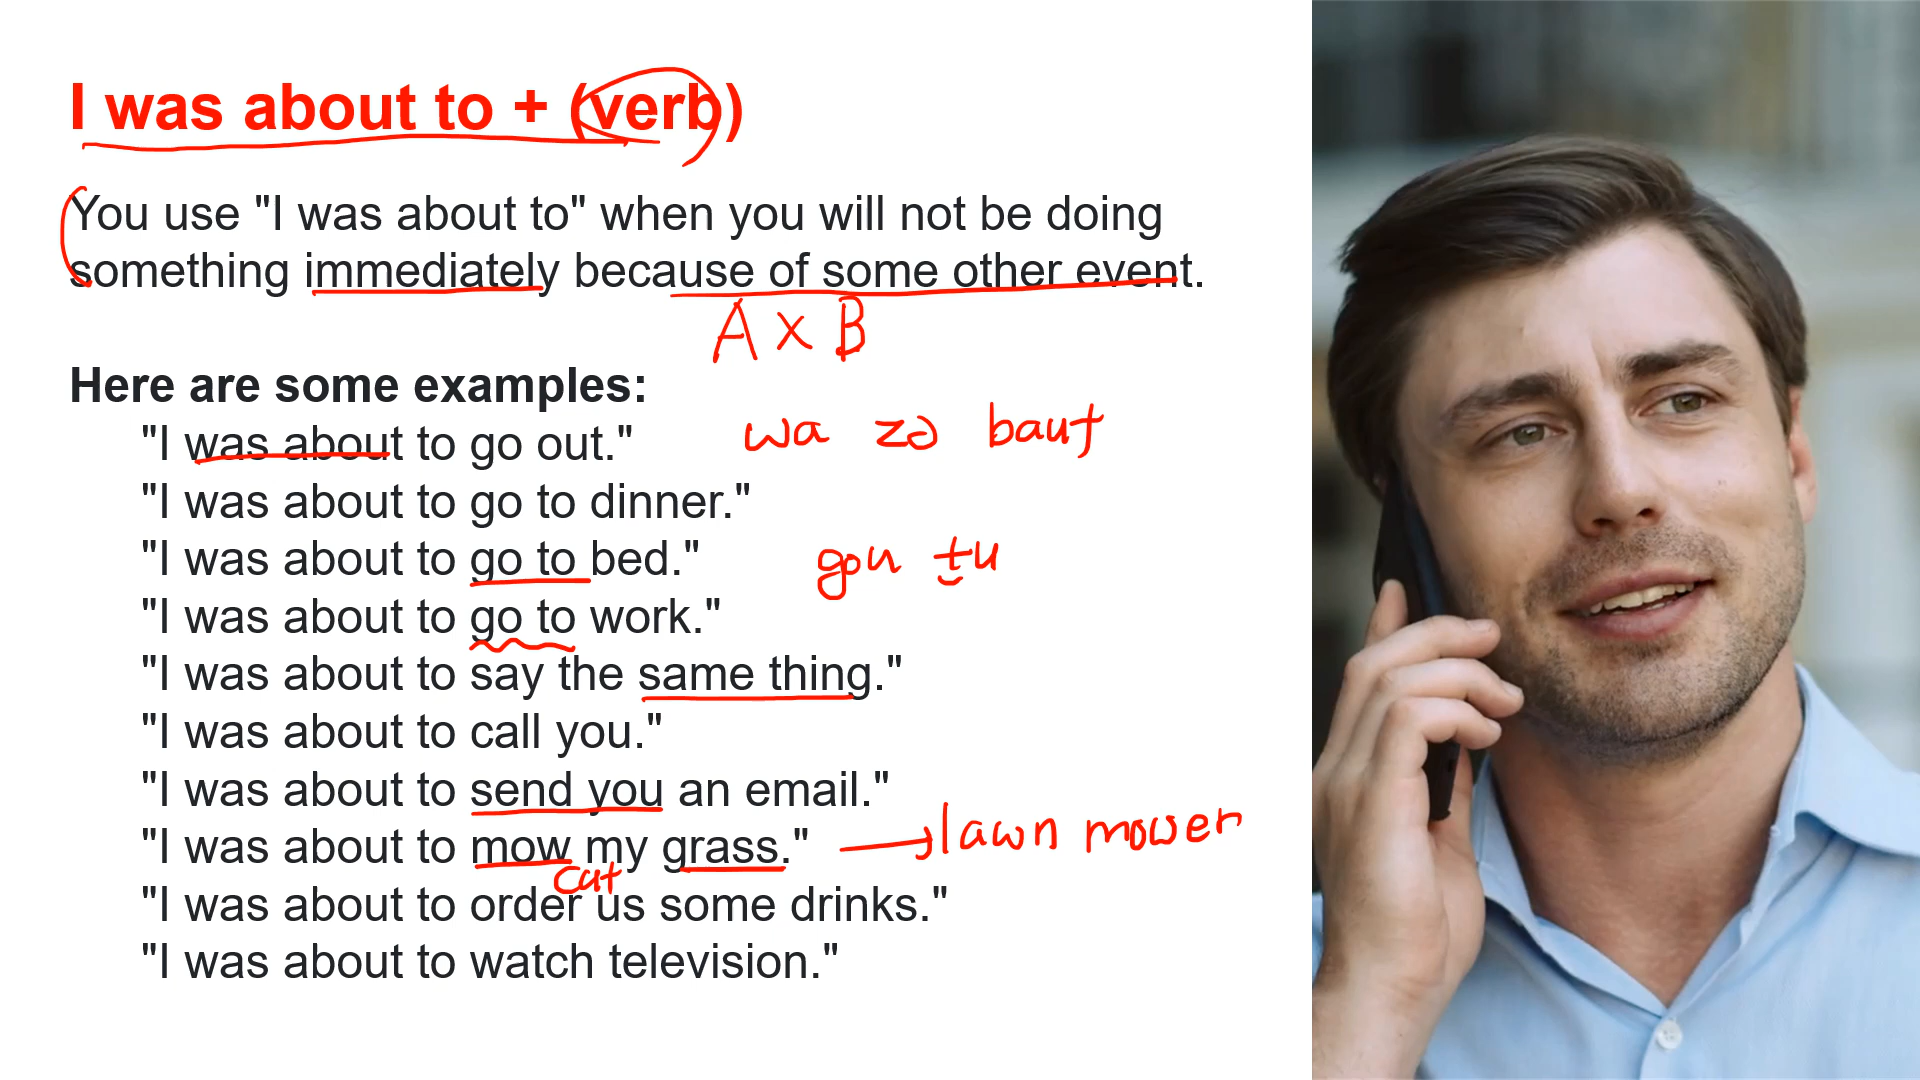 I was about to + (verb)
You use "I was about to" when you will not be doing
something immediately because of some other event.
A x B
Here are some examples:
"I was about to go out."
wa zə baut
"I was about to go to dinner."
"I was about to go to bed."
gou tu
"I was about to go to work."
"I was about to say the same thing."
"I was about to call you."
"I was about to send you an email."
"I was about to mow my grass."
lawn mower
cut
"I was about to order us some drinks."
"I was about to watch television."